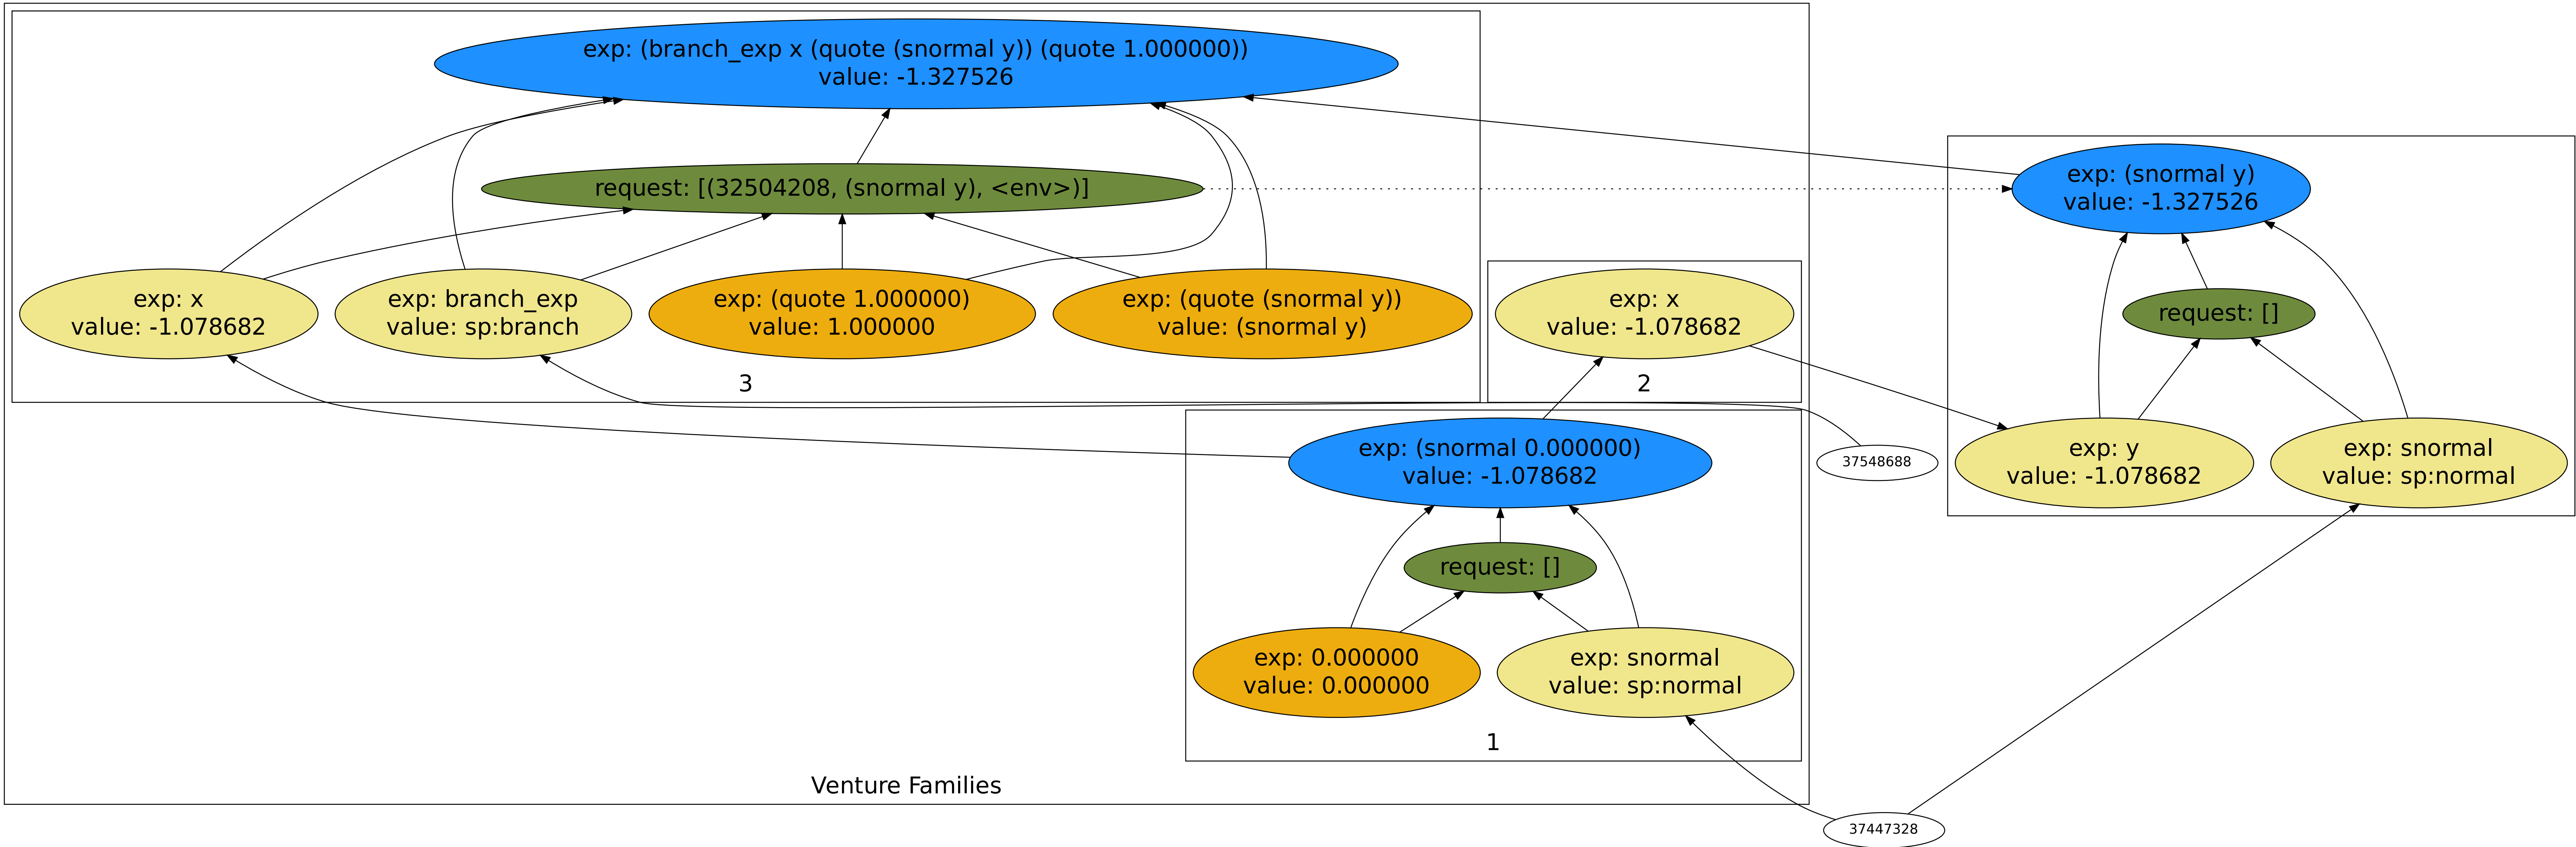 exp: (branch_exp x (quote (snormal y)) (quote 1.000000))
value: -1.327526
exp: (snormal y)
value: -1.327526
request: [(32504208, (snormal y), <env>)]
exp: x
value: -1.078682
exp: branch_exp
value: sp:branch
exp: (quote 1.000000)
value: 1.000000
exp: (quote (snormal y))
value: (snormal y)
exp: x
value: -1.078682
request: []
3
2
exp: (snormal 0.000000)
value: -1.078682
37548688
exp: y
value: -1.078682
exp: snormal
value: sp:normal
request: []
exp: 0.000000
value: 0.000000
exp: snormal
value: sp:normal
1
Venture Families
37447328